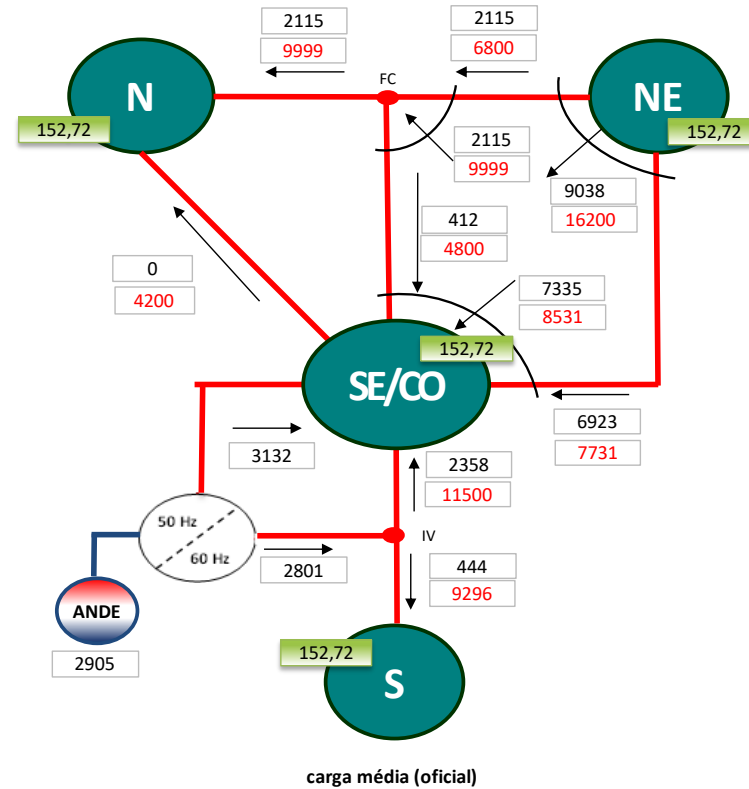 2115
9999
2115
6800
FC
N
NE
152,72
152,72
2115
9999
9038
16200
412
4800
0
4200
7335
8531
152,72
SE/CO
6923
7731
3132
2358
11500
50 Hz
60 Hz
IV
2801
444
9296
ANDE
2905
152,72
S
carga média (oficial)